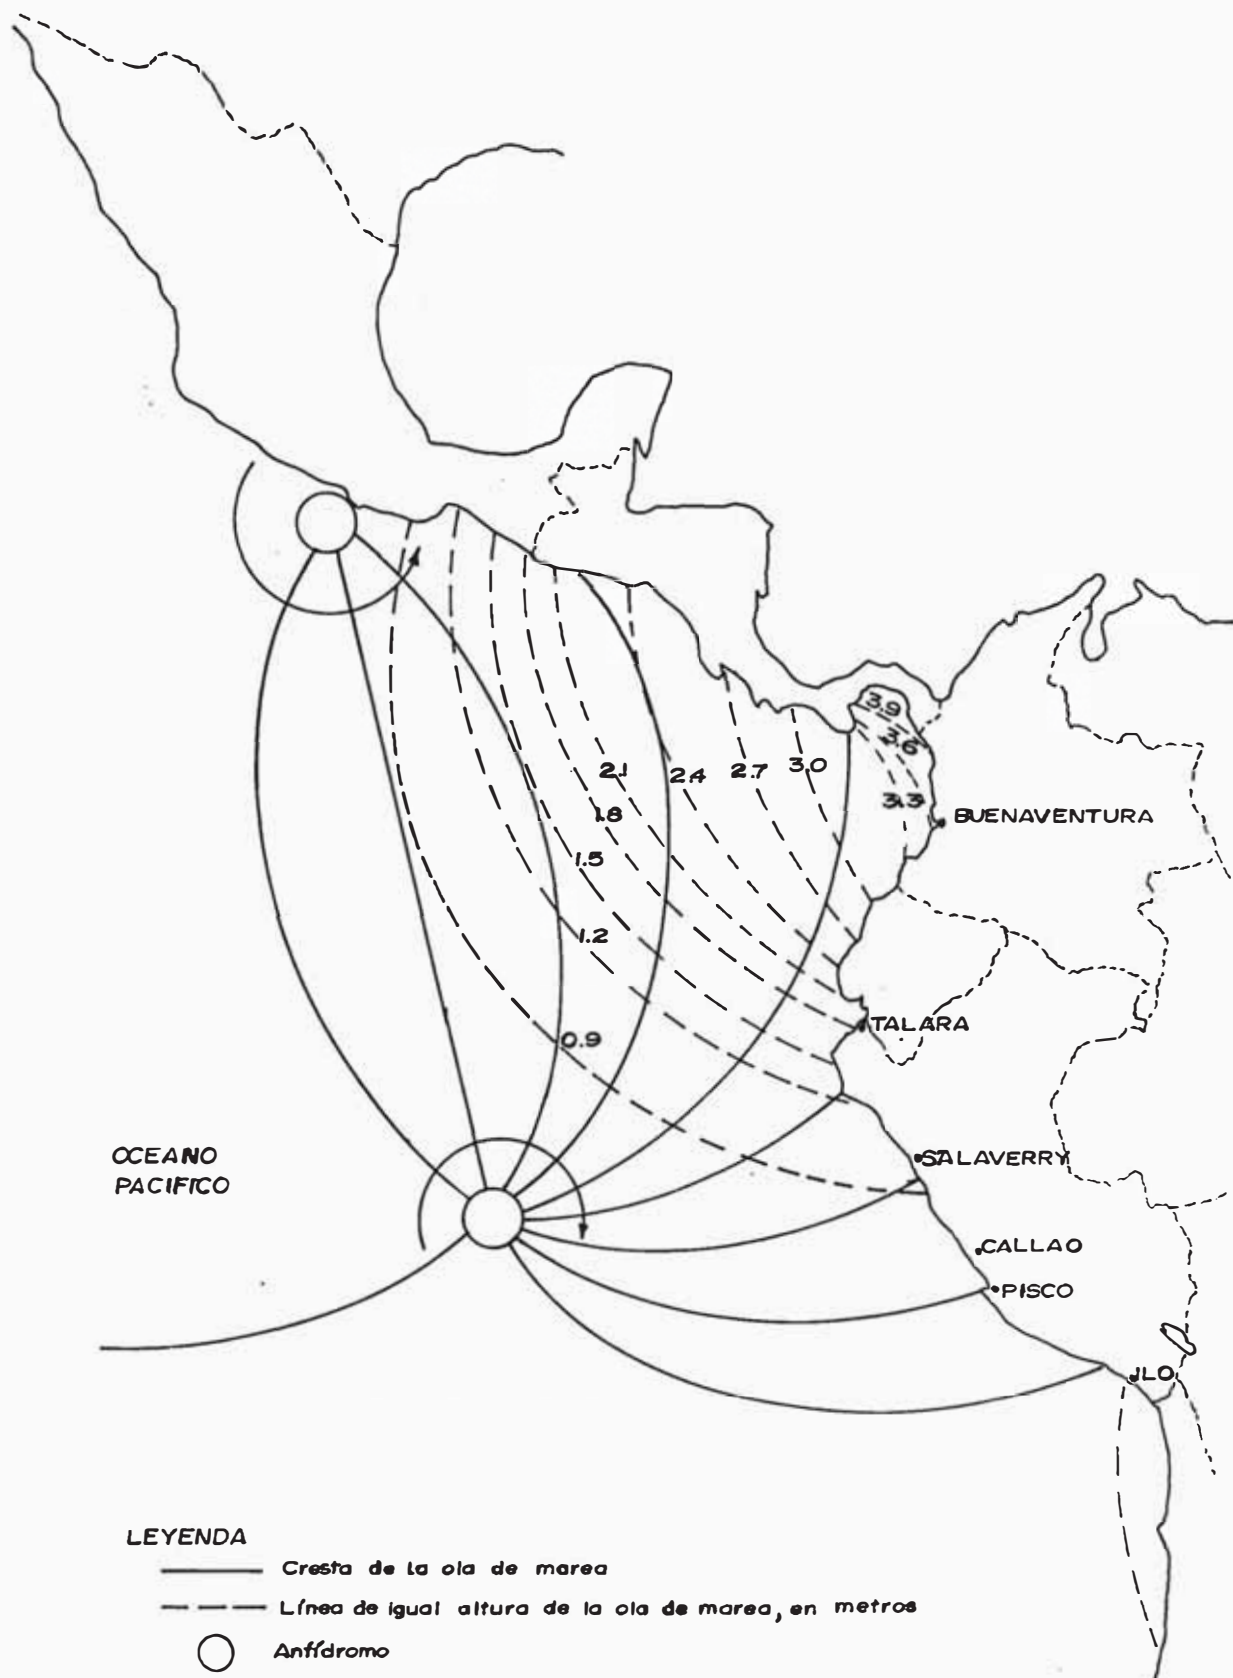 3.9
3.6
2.1
2.4
2.7
3.0
3.3
1.8
BUENAVENTURA
1.5
1.2
TALARA
0.9
OCEANO
PACIFICO
SALAVERRY
CALLAO
PISCO
ILO
LEYENDA
Cresta de la ola de marea
Línea de igual altura de la ola de marea, en metros
Anfídromo